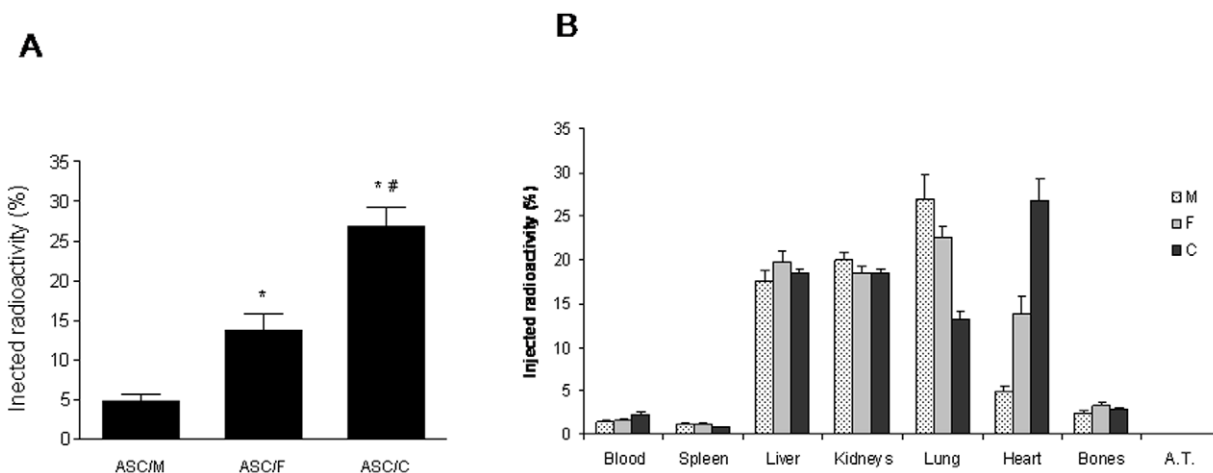 A
B
Inected radioactivity (%)
35
30
25
20
15
10
5
0
*
* #
ASC/M
ASC/F
ASC/C
Injected radioactivity (%)
35
30
25
20
15
10
5
0
M
F
C
Blood
Spleen
Liver
Kidneys
Lung
Heart
Bones
A.T.